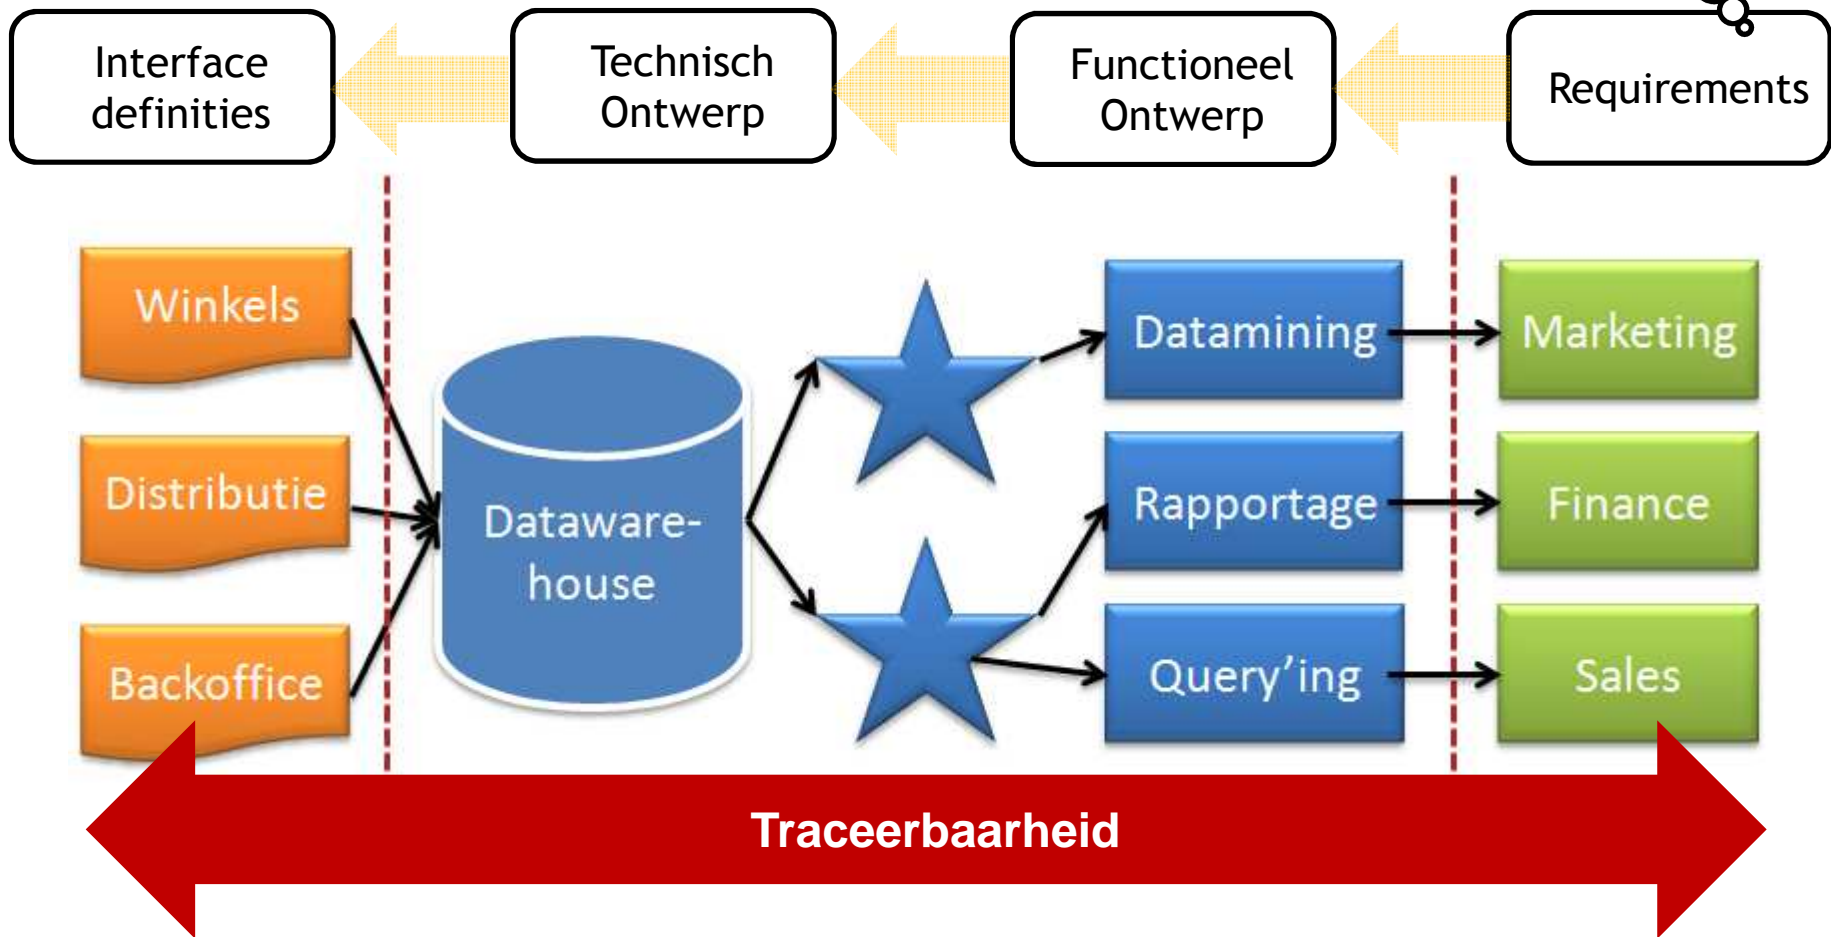 Interface
definities
Technisch
Ontwerp
Functioneel
Ontwerp
Requirements
Winkels
Distributie
Backoffice
Dataware-
house
Datamining
Rapportage
Query'ing
Marketing
Finance
Sales
Traceerbaarheid